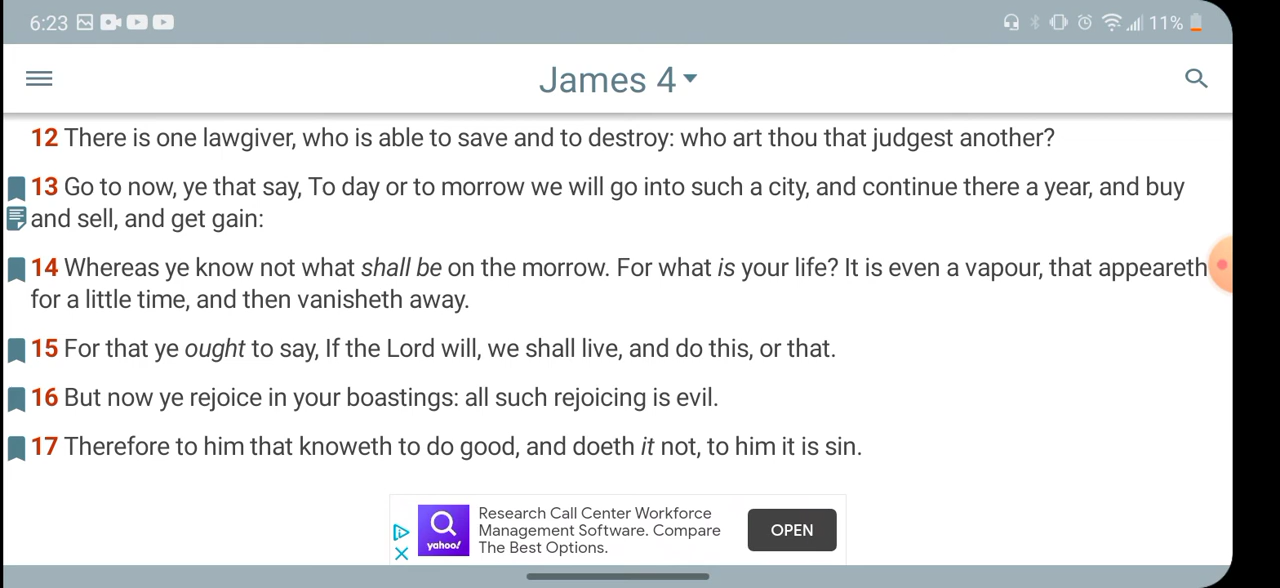 6:23
11%
James 4
12 There is one lawgiver, who is able to save and to destroy: who art thou that judgest another?
13 Go to now, ye that say, To day or to morrow we will go into such a city, and continue there a year, and buy
and sell, and get gain:
14 Whereas ye know not what shall be on the morrow. For what is your life? It is even a vapour, that appeareth
for a little time, and then vanisheth away.
15 For that ye ought to say, If the Lord will, we shall live, and do this, or that.
16 But now ye rejoice in your boastings: all such rejoicing is evil.
17 Therefore to him that knoweth to do good, and doeth it not, to him it is sin.
yahoo!
Research Call Center Workforce
Management Software. Compare
The Best Options.
OPEN